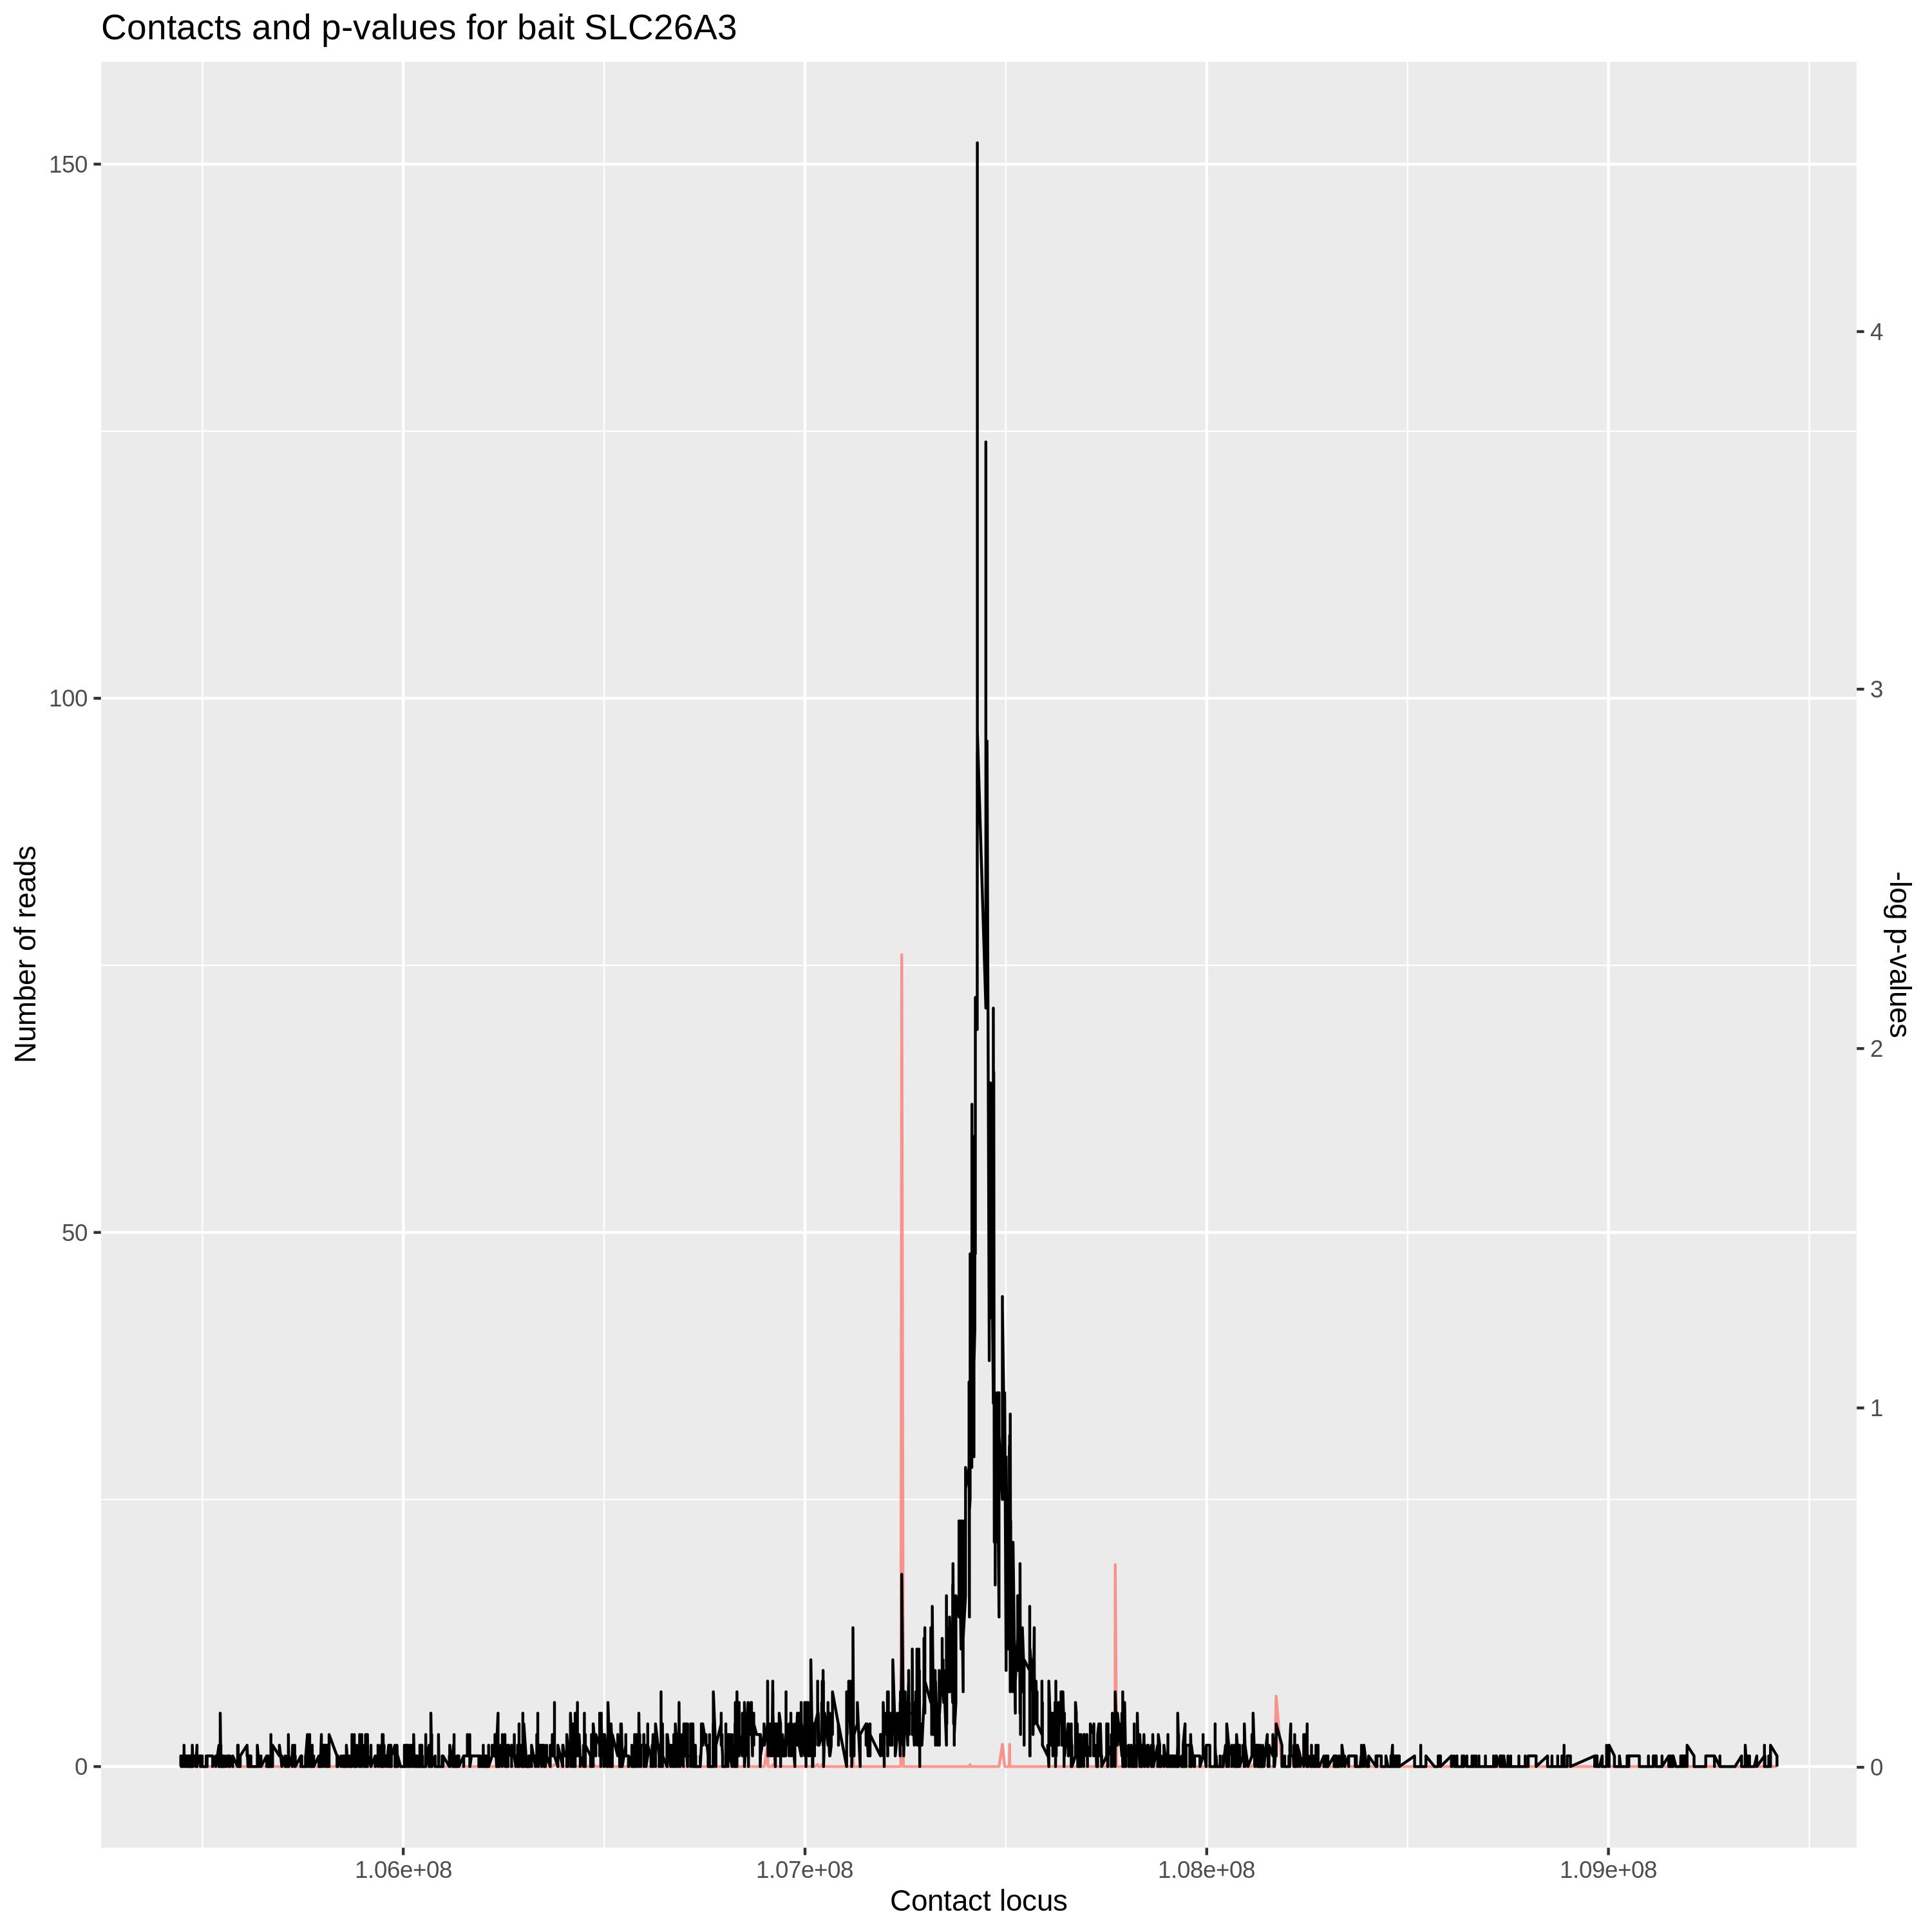 Contacts and p-values for bait SLC26A3
150
100
50
0
Number of reads
4
3
2
1
0
-log p-values
1.06e+08
1.07e+08
1.08e+08
1.09e+08
Contact locus